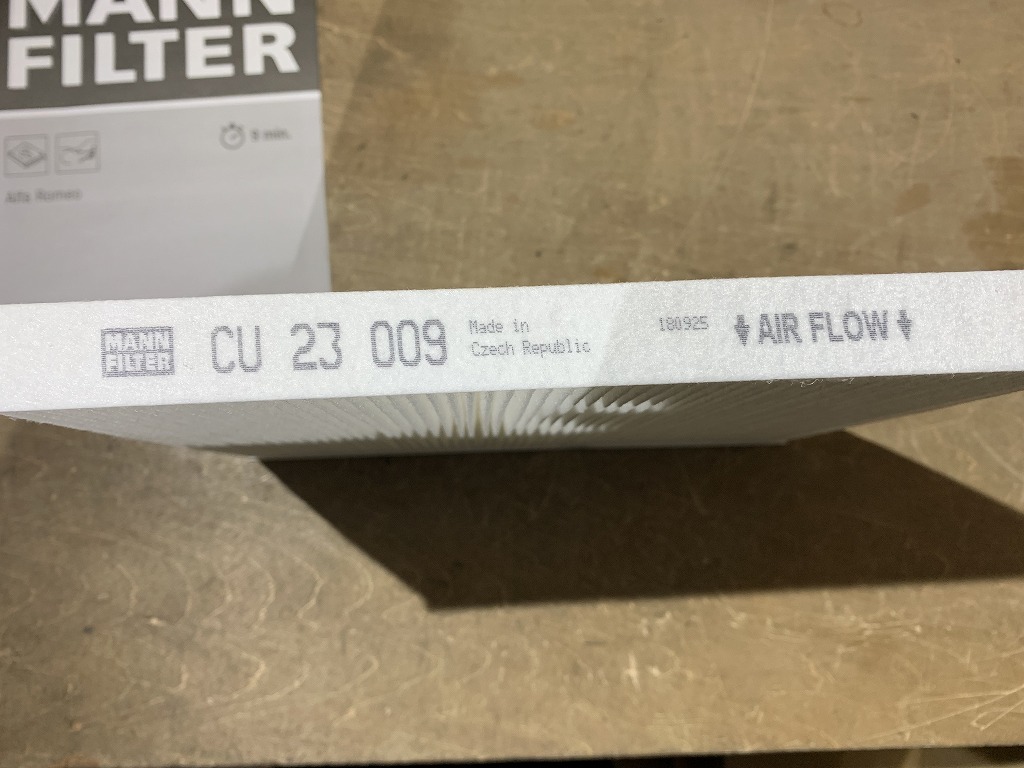 MANN
FILTER
9 min.
Alfa Romeo
MANN
FILTER
CU 23 009
Made in
Czech Republic
180925
AIR FLOW